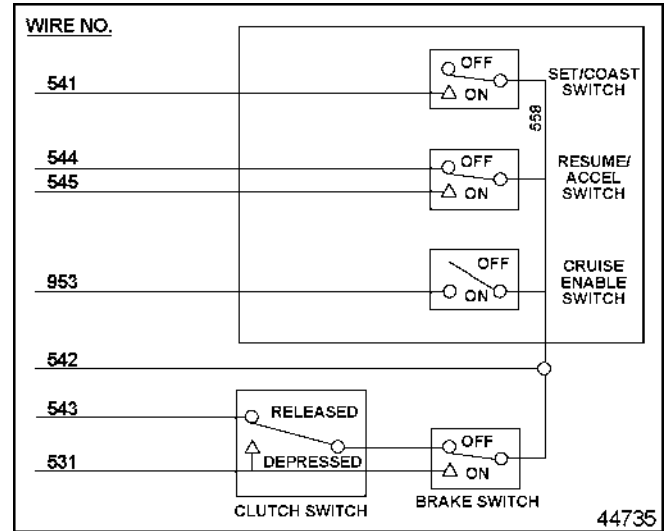 WIRE NO.
541
OFF
ON
SET/COAST
SWITCH
558
544
545
OFF
ON
RESUME/
ACCEL
SWITCH
953
OFF
ON
CRUISE
ENABLE
SWITCH
542
543
RELEASED
531
DEPRESSED
CLUTCH SWITCH
OFF
ON
BRAKE SWITCH
44735